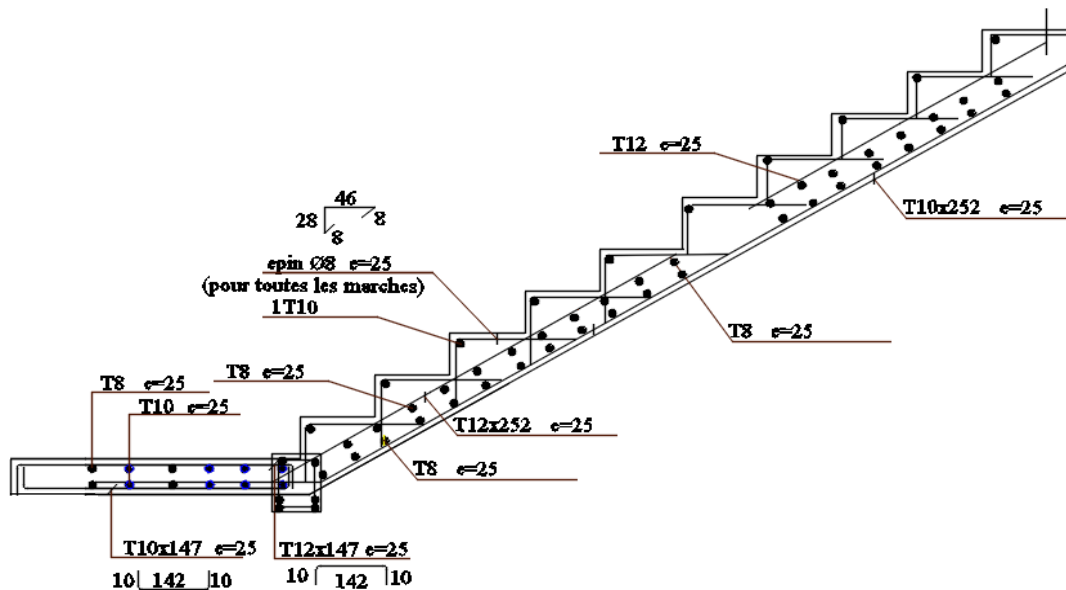 T12 e=25
46
28
8
8
T10x252 e=25
epin Ø8 e=25
(pour toutes les marches)
1T10
T8 e=25
T8 e=25
T8 e=25
T10 e=25
T12x252 e=25
T8 e=25
T10x147 e=25
T12x147 e=25
10 142 10
10 142 10